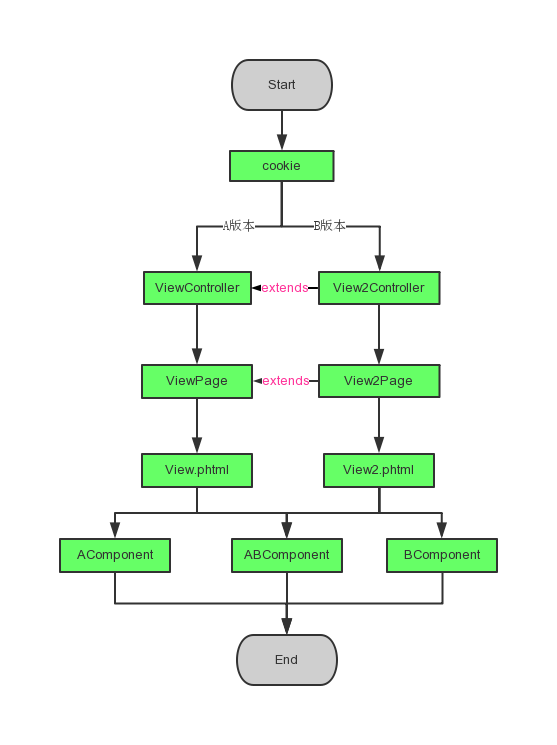 Start
cookie
A版本
B版本
ViewController
extends
View2Controller
ViewPage
extends
View2Page
View.phtml
View2.phtml
AComponent
ABComponent
BComponent
End